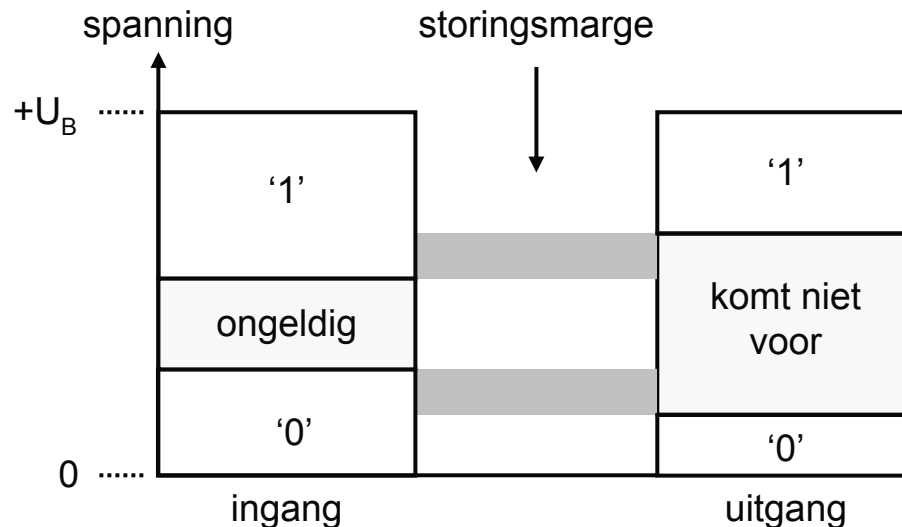 spanning
storingsmarge
+U_B ......
‘1’
‘1’
ongeldig
komt niet
voor
‘0’
‘0’
0 ......
ingang
uitgang